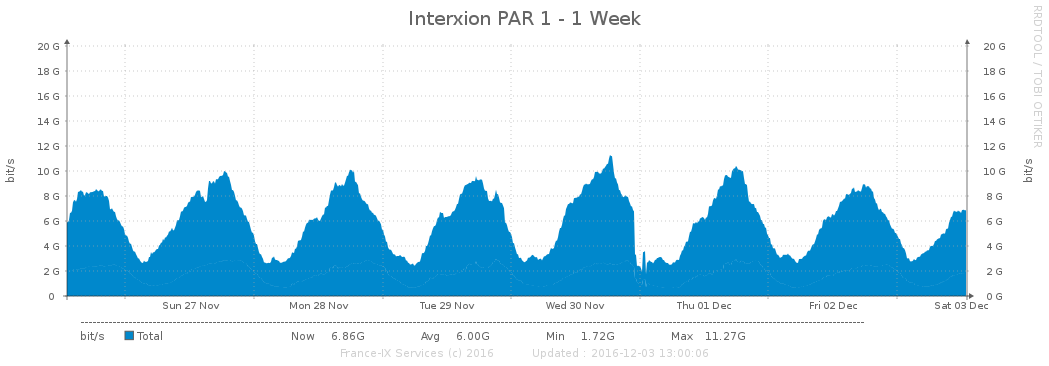 Interxion PAR 1 - 1 Week
RRDTOOL / TOBI OETIKER
20 G 20 G
18 G 18 G
16 G 16 G
14 G 14 G
12 G 12 G
10 G 10 G
8 G 8 G
6 G 6 G
4 G 4 G
2 G 2 G
0 0 G
bit/s bit/s
Sun 27 Nov Mon 28 Nov Tue 29 Nov Wed 30 Nov Thu 01 Dec Fri 02 Dec Sat 03 Dec
bit/s Total Now 6.86G Avg 6.00G Min 1.72G Max 11.27G
France-IX Services (c) 2016 Updated : 2016-12-03 13:00:06